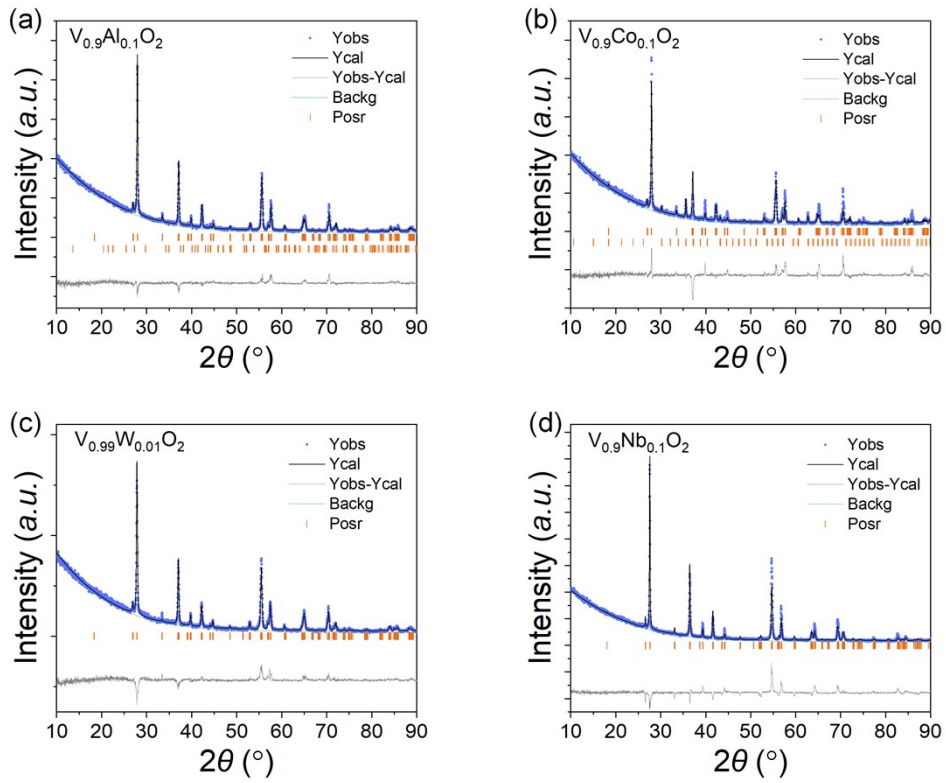 (a)
V0.9Al0.1O2
Yobs
Ycal
Yobs-Ycal
Backg
Posr
Intensity (a.u.)
10 20 30 40 50 60 70 80 90
2θ (°)
(b)
V0.9Co0.1O2
Yobs
Ycal
Yobs-Ycal
Backg
Posr
Intensity (a.u.)
10 20 30 40 50 60 70 80 90
2θ (°)
(c)
V0.99W0.01O2
Yobs
Ycal
Yobs-Ycal
Backg
Posr
Intensity (a.u.)
10 20 30 40 50 60 70 80 90
2θ (°)
(d)
V0.9Nb0.1O2
Yobs
Ycal
Yobs-Ycal
Backg
Posr
Intensity (a.u.)
10 20 30 40 50 60 70 80 90
2θ (°)